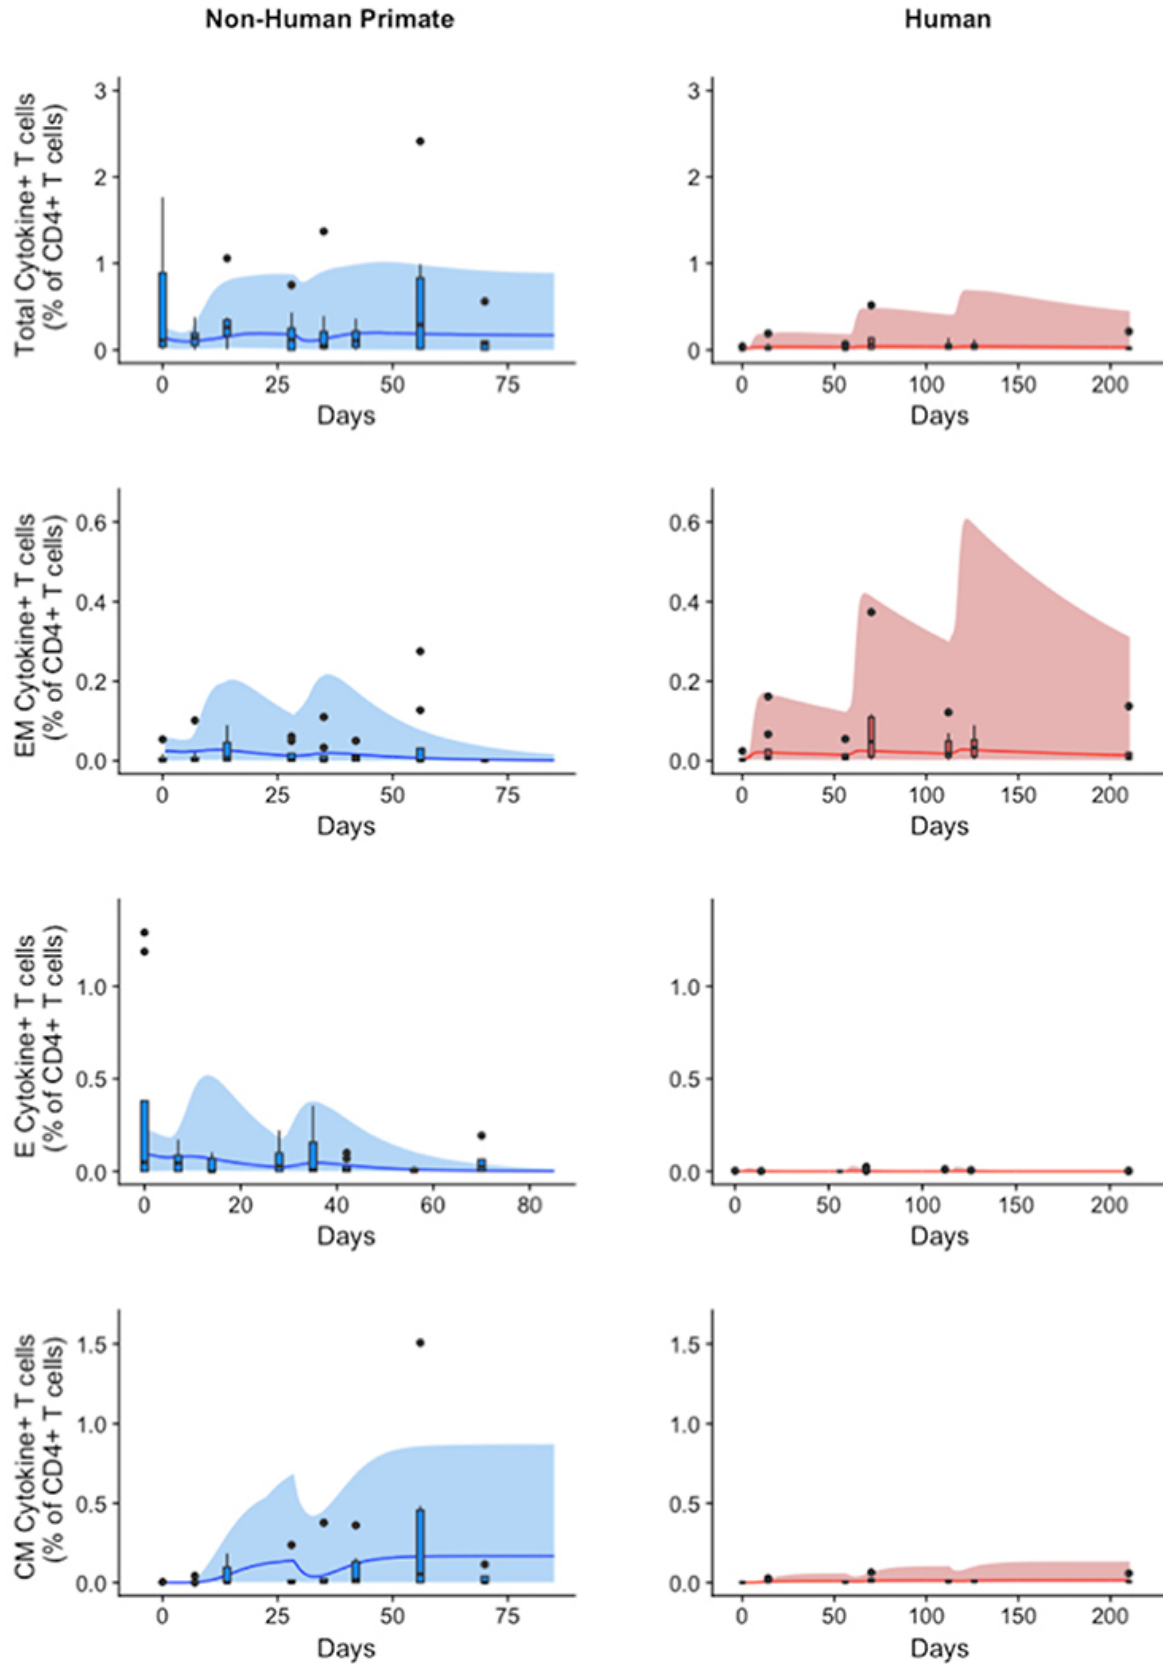 Non-Human Primate
Human
Total Cytokine+ T cells
(% of CD4+ T cells)
3
2
1
0
0 25 50 75
Days
3
2
1
0
0 50 100 150 200
Days
EM Cytokine+ T cells
(% of CD4+ T cells)
0.6
0.4
0.2
0.0
0 25 50 75
Days
0.6
0.4
0.2
0.0
0 50 100 150 200
Days
E Cytokine+ T cells
(% of CD4+ T cells)
1.0
0.5
0.0
0 20 40 60 80
Days
1.0
0.5
0.0
0 50 100 150 200
Days
CM Cytokine+ T cells
(% of CD4+ T cells)
1.5
1.0
0.5
0.0
0 25 50 75
Days
1.5
1.0
0.5
0.0
0 50 100 150 200
Days